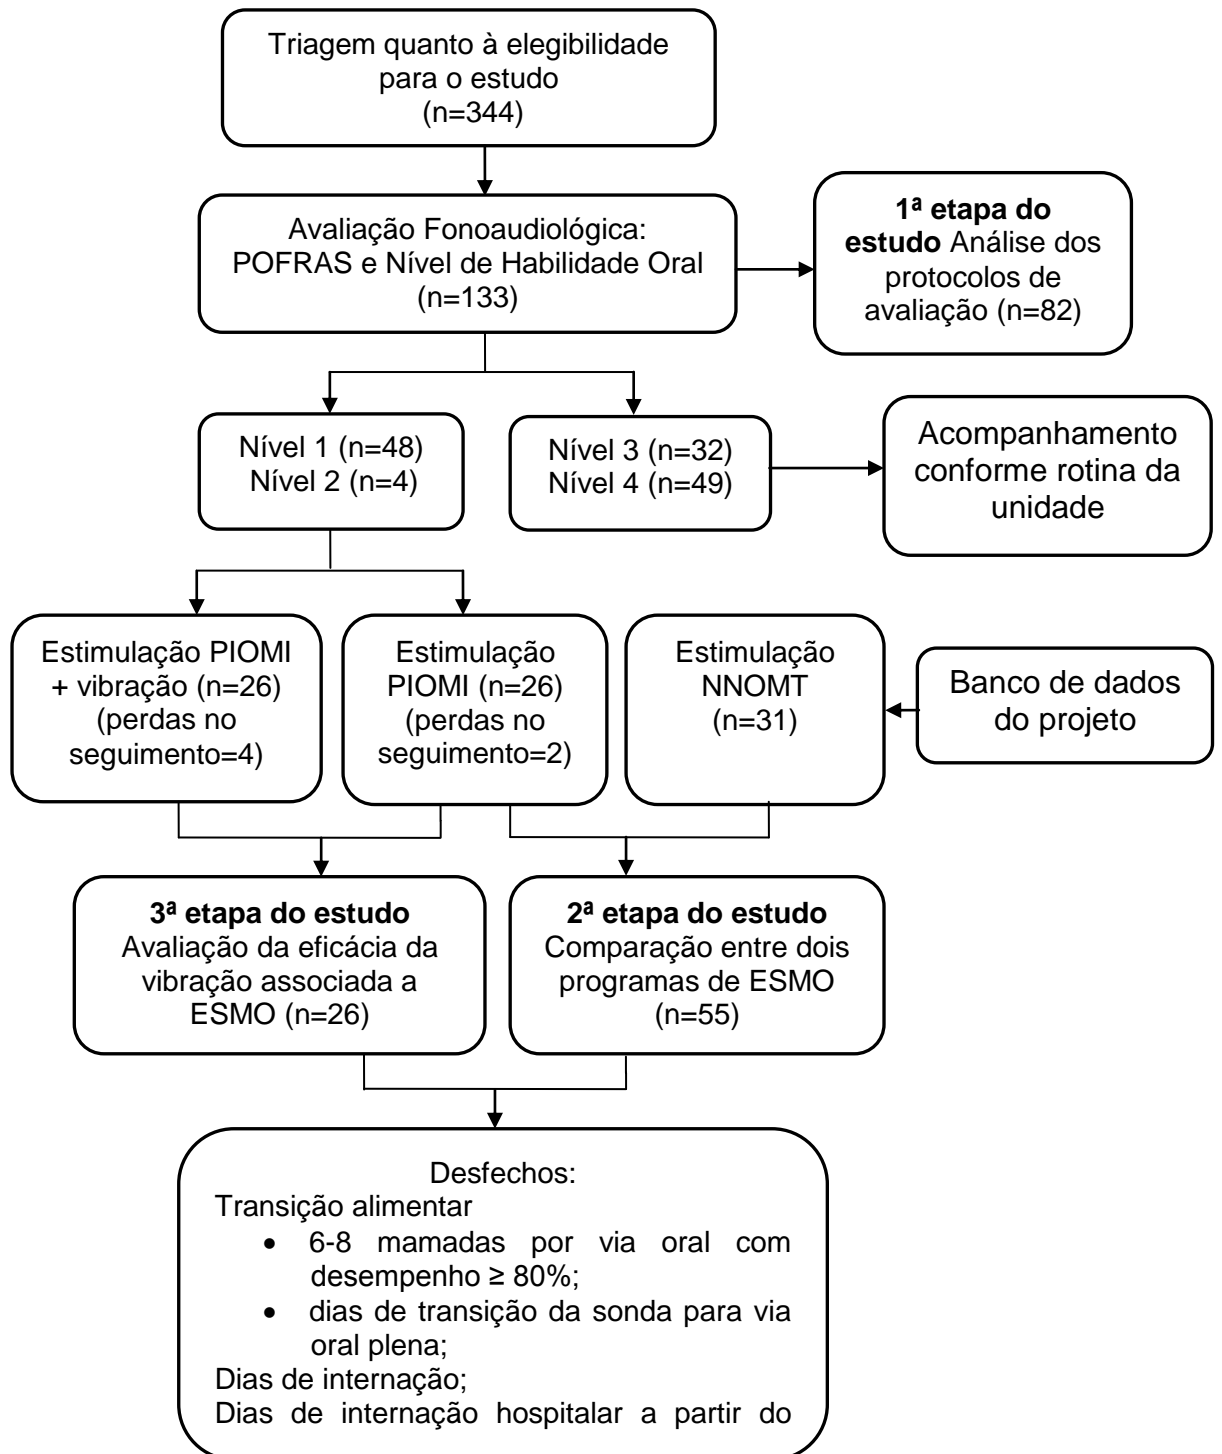 Triagem quanto à elegibilidade
para o estudo
(n=344)
Avaliação Fonoaudiológica:
POFRAS e Nível de Habilidade Oral
(n=133)
1ª etapa do
estudo Análise dos
protocolos de
avaliação (n=82)
Nível 1 (n=48)
Nível 2 (n=4)
Nível 3 (n=32)
Nível 4 (n=49)
Acompanhamento
conforme rotina da
unidade
Estimulação PIOMI
+ vibração (n=26)
(perdas no
seguimento=4)
Estimulação
PIOMI (n=26)
(perdas no
seguimento=2)
Estimulação
NNOMT
(n=31)
Banco de dados
do projeto
3ª etapa do estudo
Avaliação da eficácia da
vibração associada a
ESMO (n=26)
2ª etapa do estudo
Comparação entre dois
programas de ESMO
(n=55)
Desfechos:
Transição alimentar
• 6-8 mamadas por via oral com
desempenho ≥ 80%;
• dias de transição da sonda para via
oral plena;
Dias de internação;
Dias de internação hospitalar a partir do